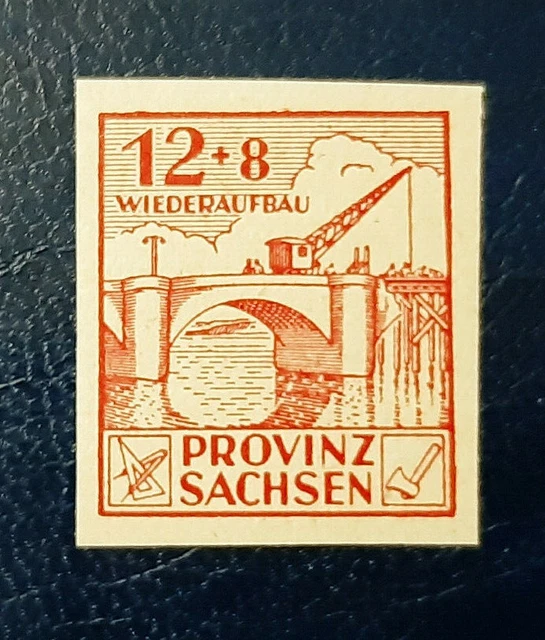 12+8
WIEDERAUFBAU
PROVINZ
SACHSEN